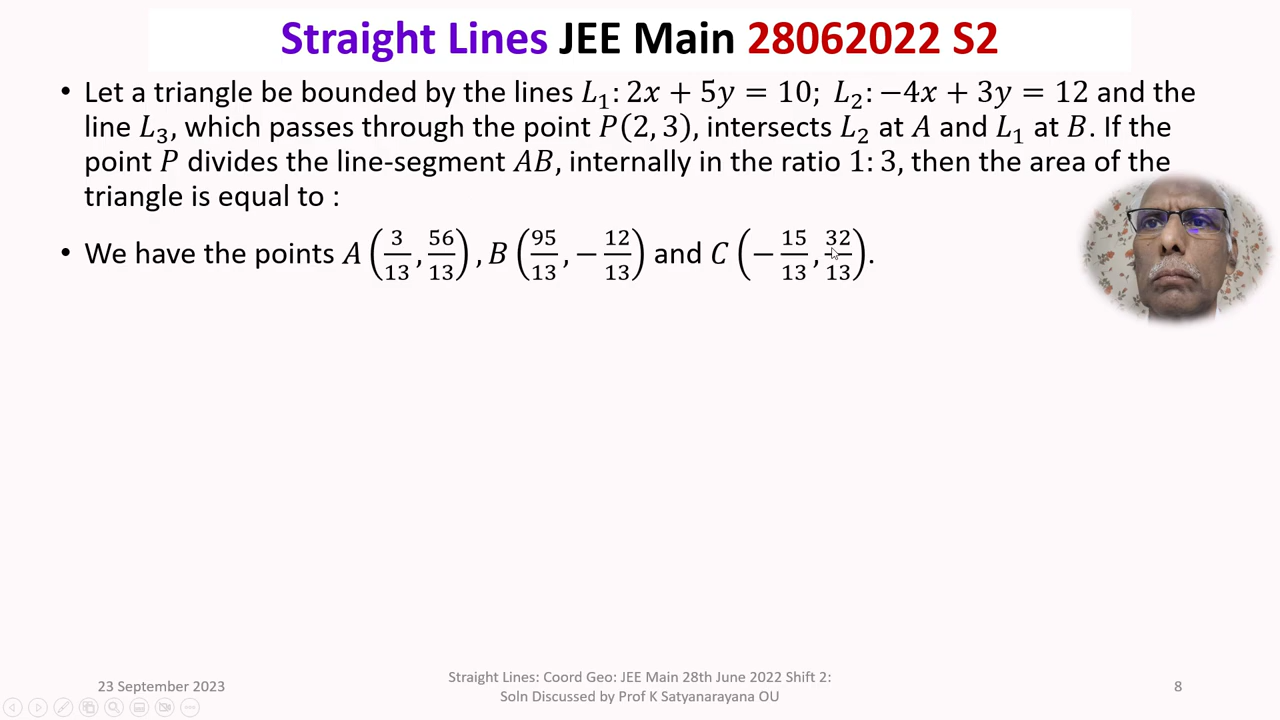 Straight Lines JEE Main 28062022 S2
• Let a triangle be bounded by the lines L₁: 2x + 5y = 10; L₂: −4x + 3y = 12 and the
line L₃, which passes through the point P(2, 3), intersects L₂ at A and L₁ at B. If the
point P divides the line-segment AB, internally in the ratio 1: 3, then the area of the
triangle is equal to :
• We have the points A (3/13, 56/13), B (95/13, −12/13) and C (−15/13, 32/13).
23 September 2023
Straight Lines: Coord Geo: JEE Main 28th June 2022 Shift 2:
Soln Discussed by Prof K Satyanarayana OU
8